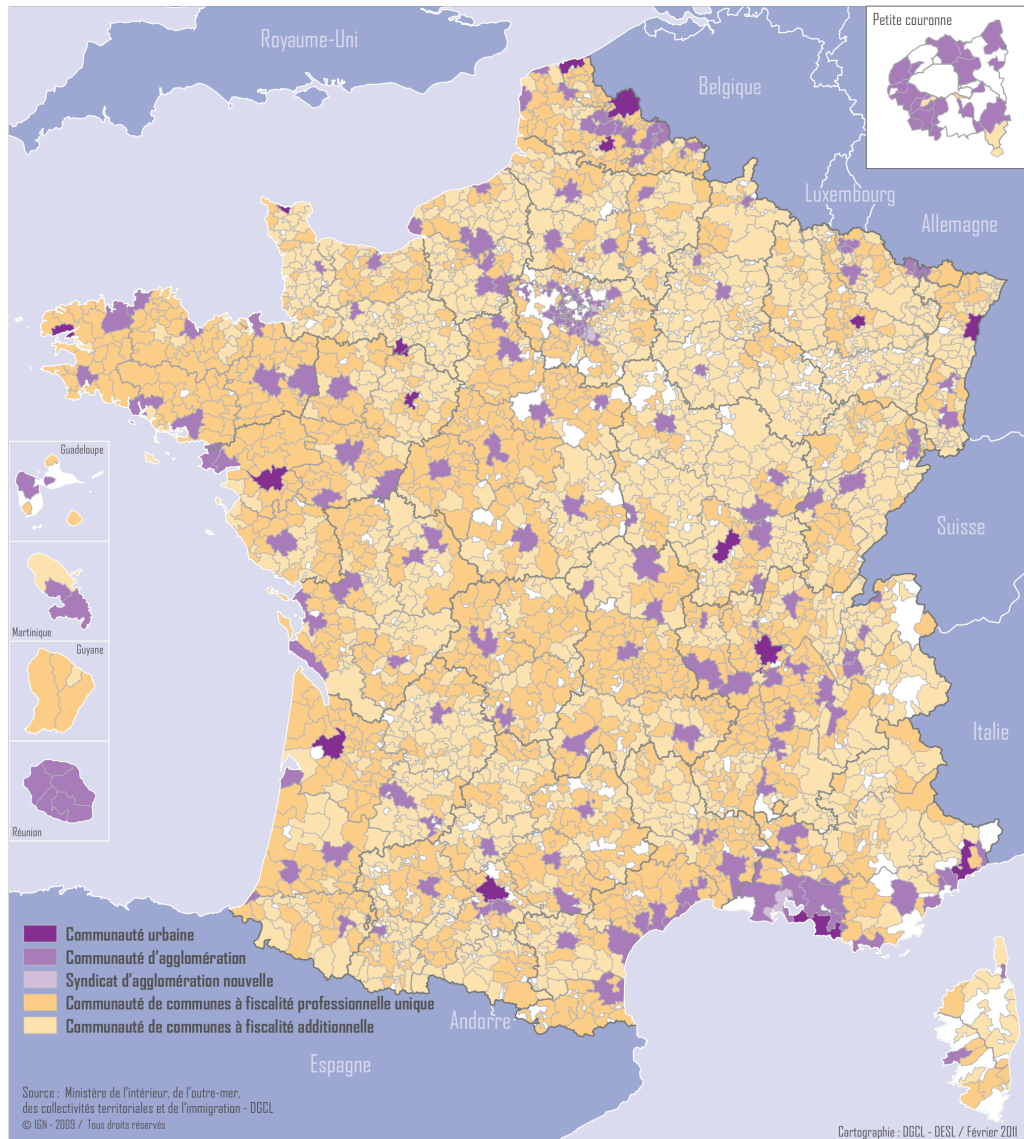 Petite couronne
Royaume-Uni
Belgique
Luxembourg
Allemagne
Guadeloupe
Suisse
Martinique
Guyane
Italie
Réunion
Communauté urbaine
Communauté d'agglomération
Syndicat d'agglomération nouvelle
Communauté de communes à fiscalité professionnelle unique
Communauté de communes à fiscalité additionnelle
Andorre
Espagne
Source : Ministère de l'intérieur, de l'outre-mer,
des collectivités territoriales et de l'immigration - DGCL
© IGN - 2009 / Tous droits réservés
Cartographie : DGCL - DESL / Février 2011